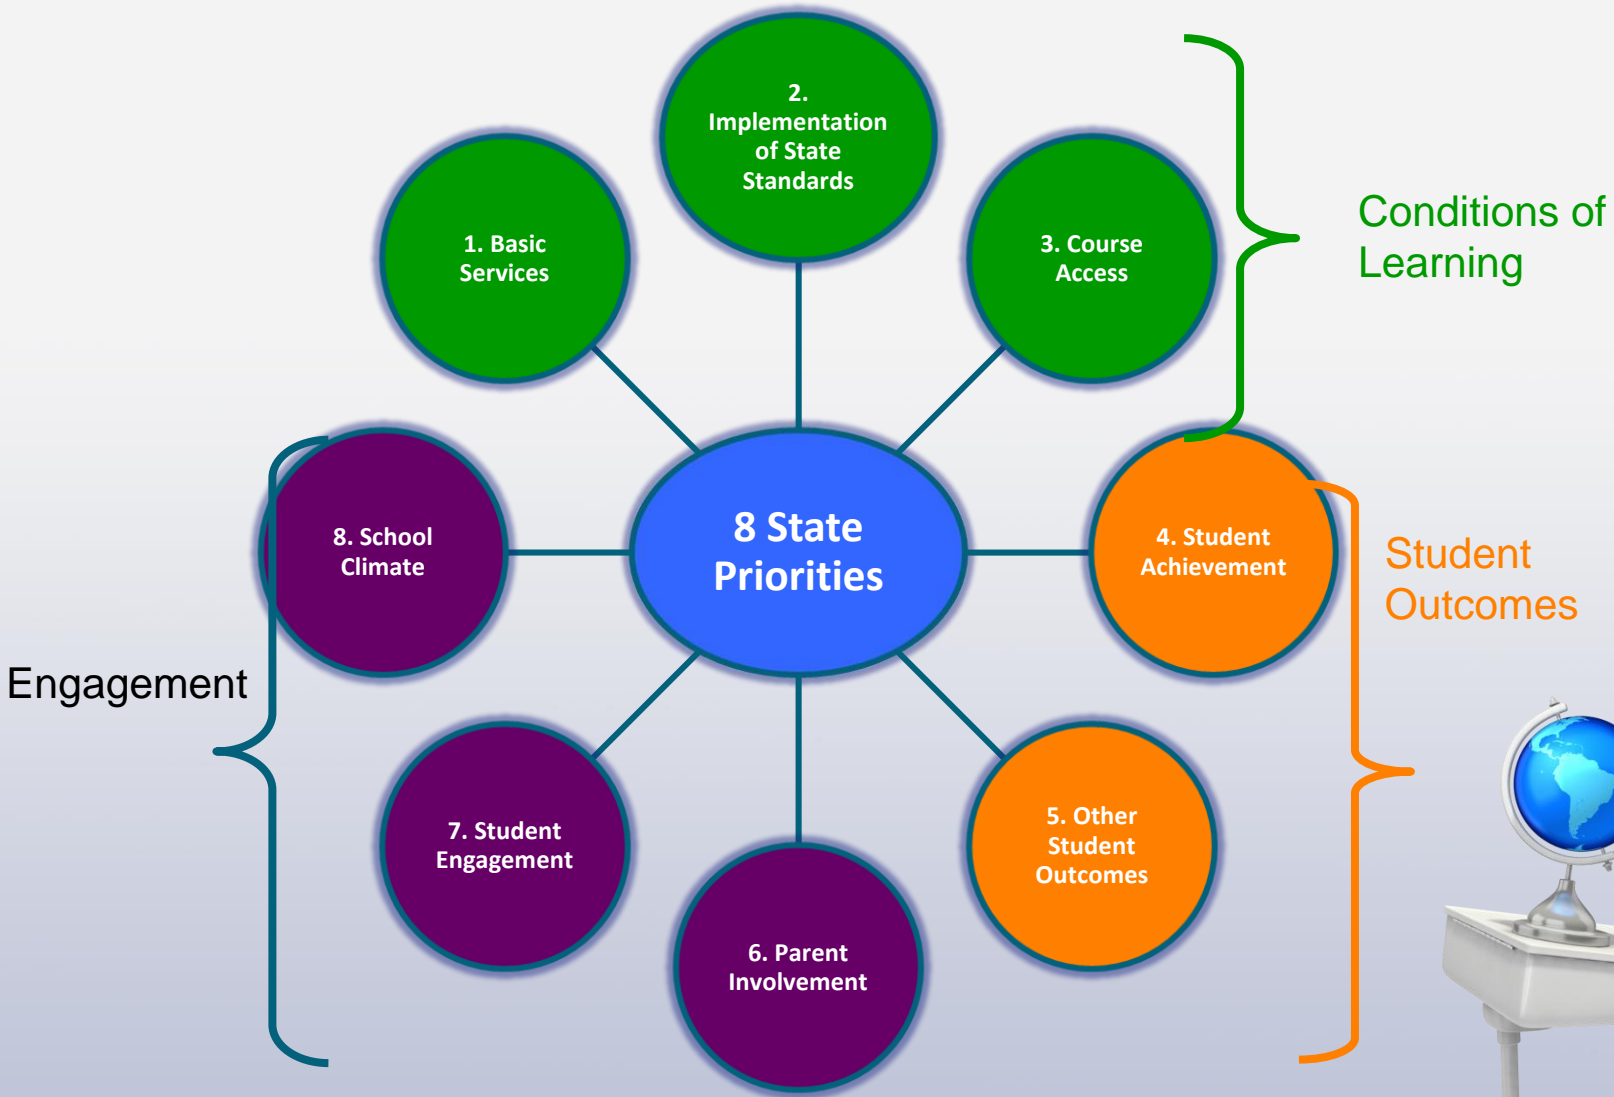 8 State
Priorities
1. Basic
Services
2.
Implementation
of State
Standards
3. Course
Access
Conditions of
Learning
4. Student
Achievement
5. Other
Student
Outcomes
Student
Outcomes
6. Parent
Involvement
7. Student
Engagement
8. School
Climate
Engagement